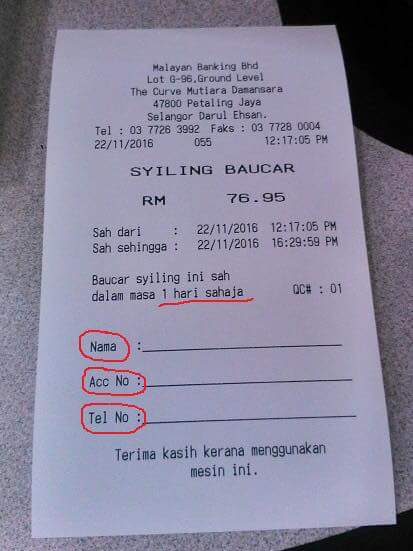 Malayan Banking Bhd
Lot G-96,Ground Level
The Curve Mutiara Damansara
47800 Petaling Jaya
Selangor Darul Ehsan.
Tel : 03 7726 3992 Faks : 03 7728 0004
22/11/2016 055 12:17:05 PM
SYILING BAUCAR
RM 76.95
Sah dari : 22/11/2016 12:17:05 PM
Sah sehingga : 22/11/2016 16:29:59 PM
Baucar syiling ini sah
dalam masa 1 hari sahaja QC# : 01
Nama :
Acc No :
Tel No :
Terima kasih kerana menggunakan
mesin ini.